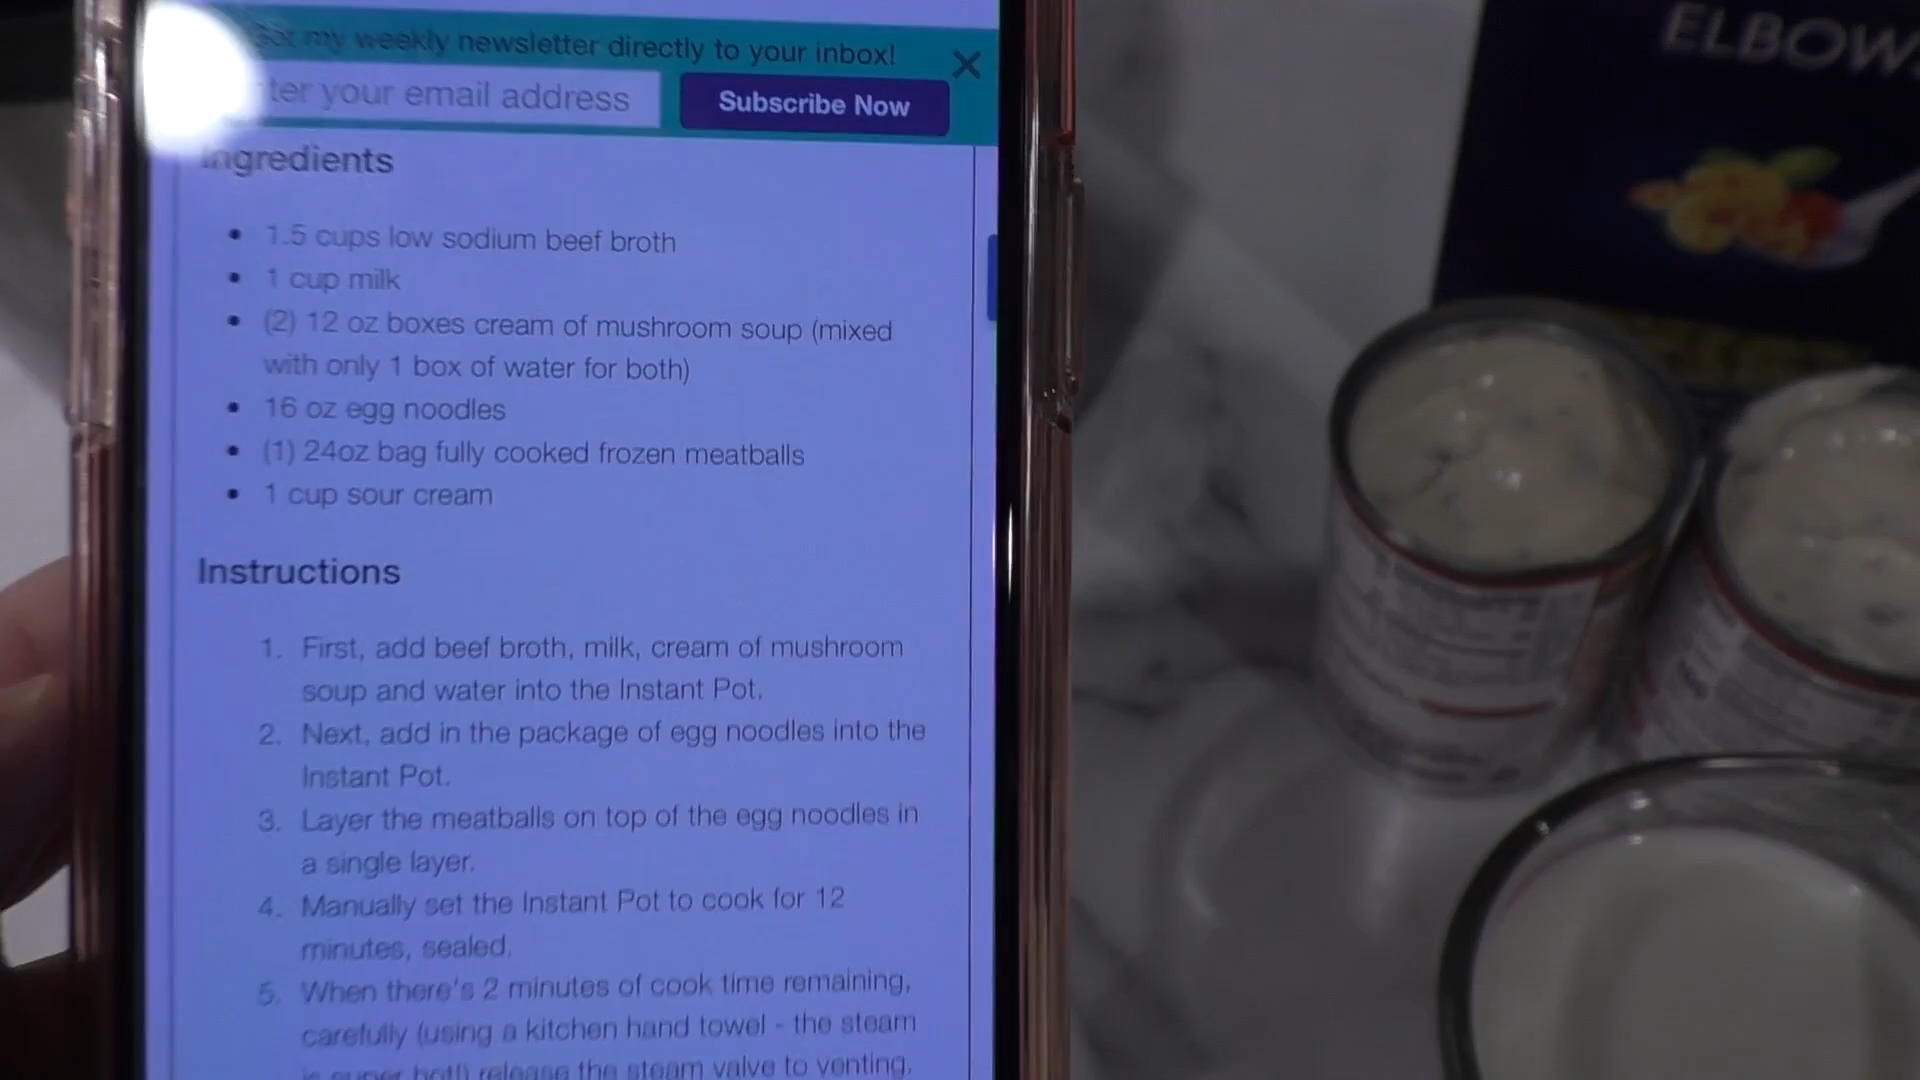 my weekly newsletter directly to your inbox!
ter your email address
Subscribe Now
Ingredients
• 1.5 cups low sodium beef broth
• 1 cup milk
• (2) 12 oz boxes cream of mushroom soup (mixed
with only 1 box of water for both)
• 16 oz egg noodles
• (1) 24oz bag fully cooked frozen meatballs
• 1 cup sour cream
Instructions
1. First, add beef broth, milk, cream of mushroom
soup and water into the Instant Pot.
2. Next, add in the package of egg noodles into the
Instant Pot.
3. Layer the meatballs on top of the egg noodles in
a single layer.
4. Manually set the Instant Pot to cook for 12
minutes, sealed.
5. When there's 2 minutes of cook time remaining,
carefully (using a kitchen hand towel - the steam
is super hot!) release the steam valve to venting,
ELBOWS